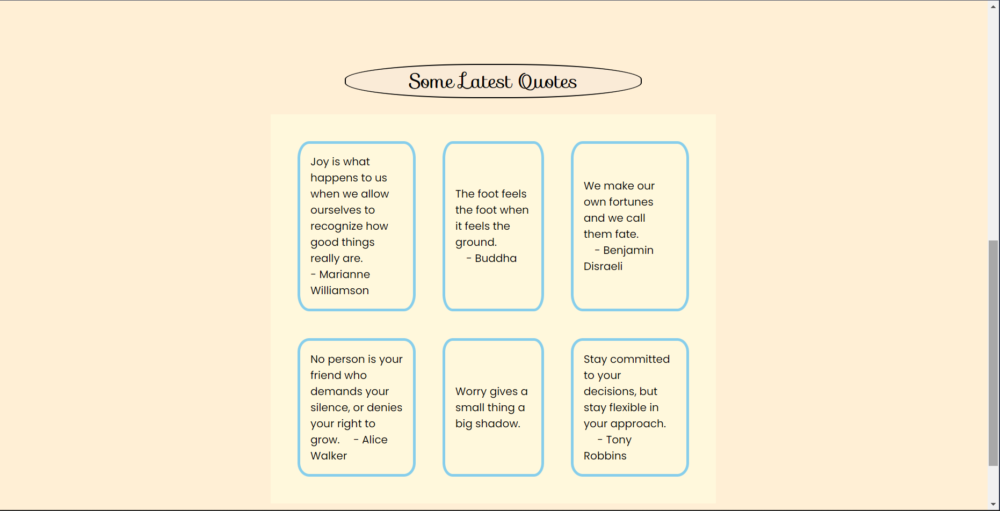 Some Latest Quotes
Joy is what
happens to us
when we allow
ourselves to
recognize how
good things
really are.
- Marianne
Williamson
The foot feels
the foot when
it feels the
ground.
- Buddha
We make our
own fortunes
and we call
them fate.
- Benjamin
Disraeli
No person is your
friend who
demands your
silence, or denies
your right to
grow. - Alice
Walker
Worry gives a
small thing a
big shadow.
Stay committed
to your
decisions, but
stay flexible in
your approach.
- Tony
Robbins